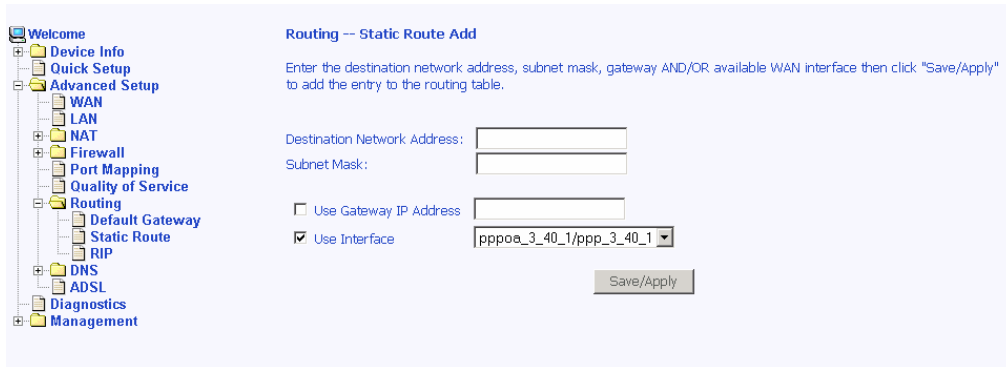 Welcome
Device Info
Quick Setup
Advanced Setup
WAN
LAN
NAT
Firewall
Port Mapping
Quality of Service
Routing
Default Gateway
Static Route
RIP
DNS
ADSL
Diagnostics
Management
Routing -- Static Route Add
Enter the destination network address, subnet mask, gateway AND/OR available WAN interface then click "Save/Apply"
to add the entry to the routing table.
Destination Network Address:
Subnet Mask:
Use Gateway IP Address
Use Interface pppoa_3_40_1/ppp_3_40_1
Save/Apply